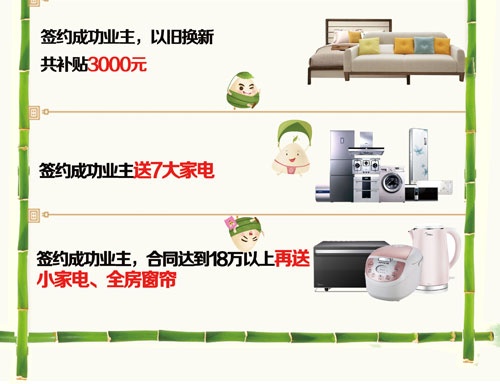 签约成功业主，以旧换新
共补贴3000元
签约成功业主送7大家电
签约成功业主，合同达到18万以上再送
小家电、全房窗帘